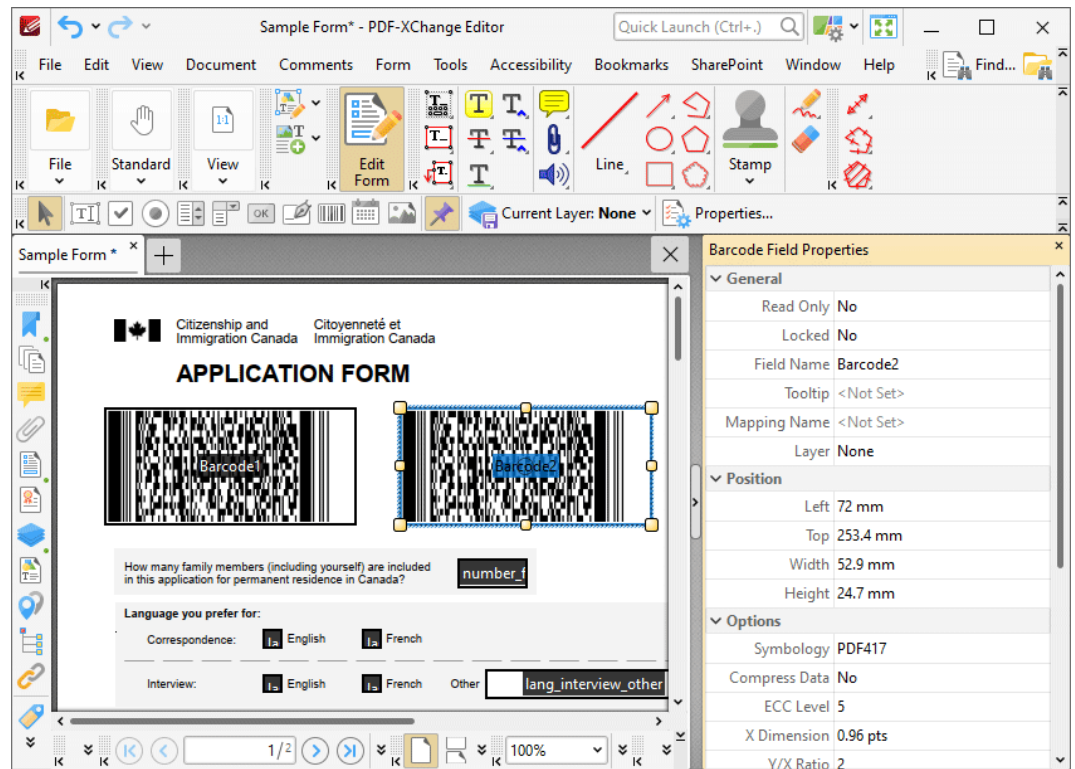 Sample Form* - PDF-XChange Editor
Quick Launch (Ctrl+.)
File Edit View Document Comments Form Tools Accessibility Bookmarks SharePoint Window Help Find...
File
Standard
1:1
View
Edit Form
Line
Stamp
OK
Current Layer: None
Properties...
Sample Form *
Citizenship and Immigration Canada
Citoyenneté et Immigration Canada
APPLICATION FORM
Barcode1
Barcode2
How many family members (including yourself) are included
in this application for permanent residence in Canada?
number_f
Language you prefer for:
Correspondence: la English la French
Interview: la English la French Other lang_interview_other
1/2
100%
Barcode Field Properties
General
Read Only No
Locked No
Field Name Barcode2
Tooltip <Not Set>
Mapping Name <Not Set>
Layer None
Position
Left 72 mm
Top 253.4 mm
Width 52.9 mm
Height 24.7 mm
Options
Symbology PDF417
Compress Data No
ECC Level 5
X Dimension 0.96 pts
Y/X Ratio 2